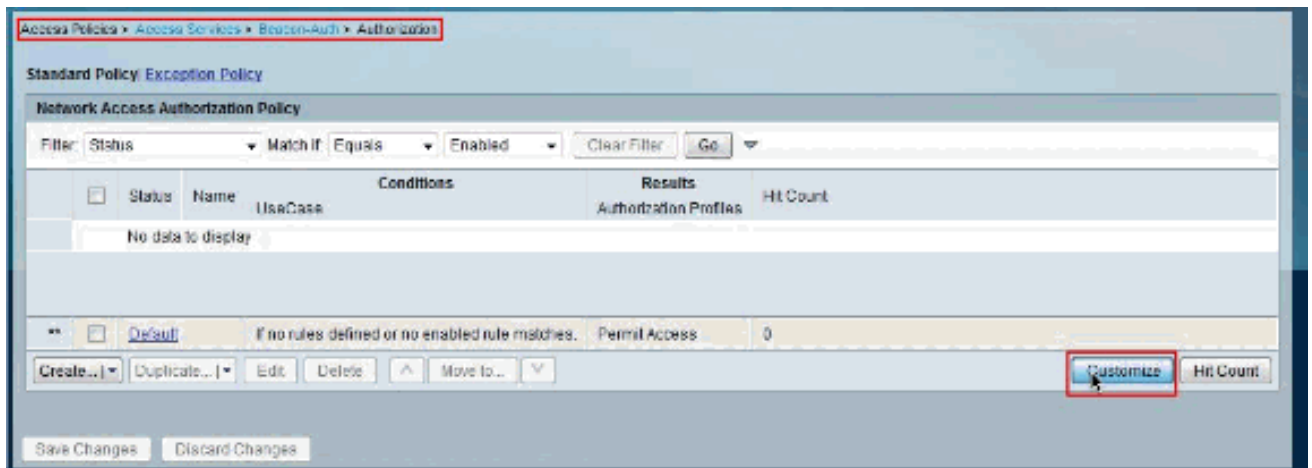 Access Policies > Access Services > Beacon-Auth > Authorization
Standard Policy| Exception Policy
Network Access Authorization Policy
Filter: Status Match if: Equals Enabled Clear Filter Go
Status Name Conditions Results Hit Count
UseCase Authorization Profiles
No data to display
** Default If no rules defined or no enabled rule matches. Permit Access 0
Create... | Duplicate... | Edit Delete ^ Move to... V Customize Hit Count
Save Changes Discard Changes